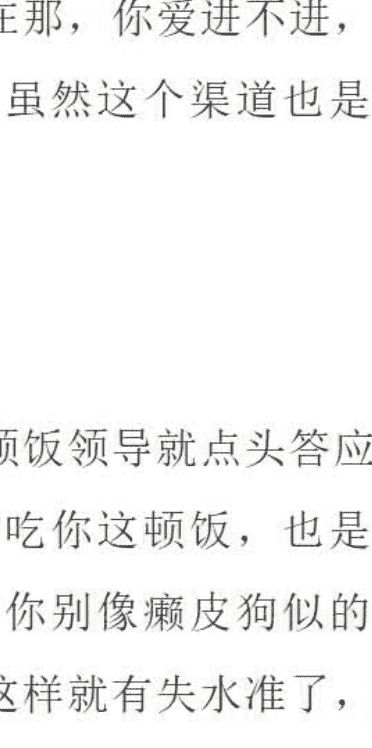 在那，你爱进不进，
虽然这个渠道也是
顿饭领导就点头答应
吃你这顿饭，也是
你别像癞皮狗似的
这样就有失水准了，